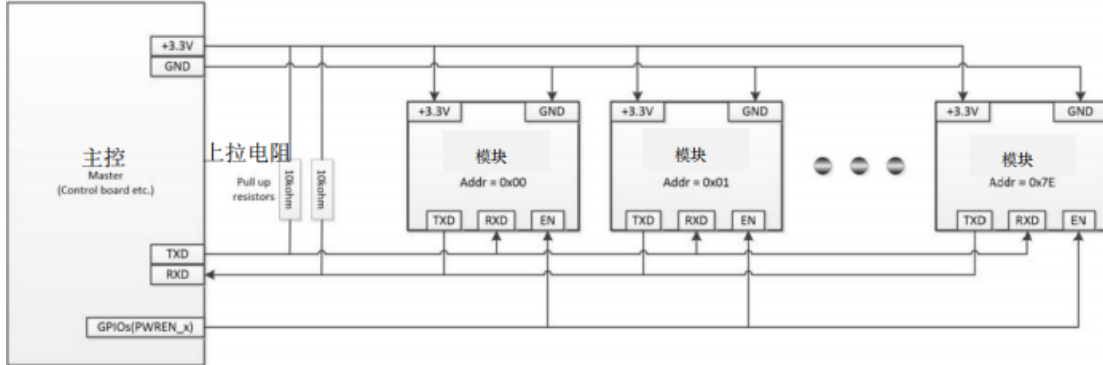 +3.3V
GND
主控
Master
(Control board etc.)
上拉电阻
Pull up
resistors
10kohm
10kohm
TXD
RXD
GPIOs(PWREN_x)
+3.3V
GND
模块
Addr = 0x00
TXD
RXD
EN
+3.3V
GND
模块
Addr = 0x01
TXD
RXD
EN
+3.3V
GND
模块
Addr = 0x7E
TXD
RXD
EN